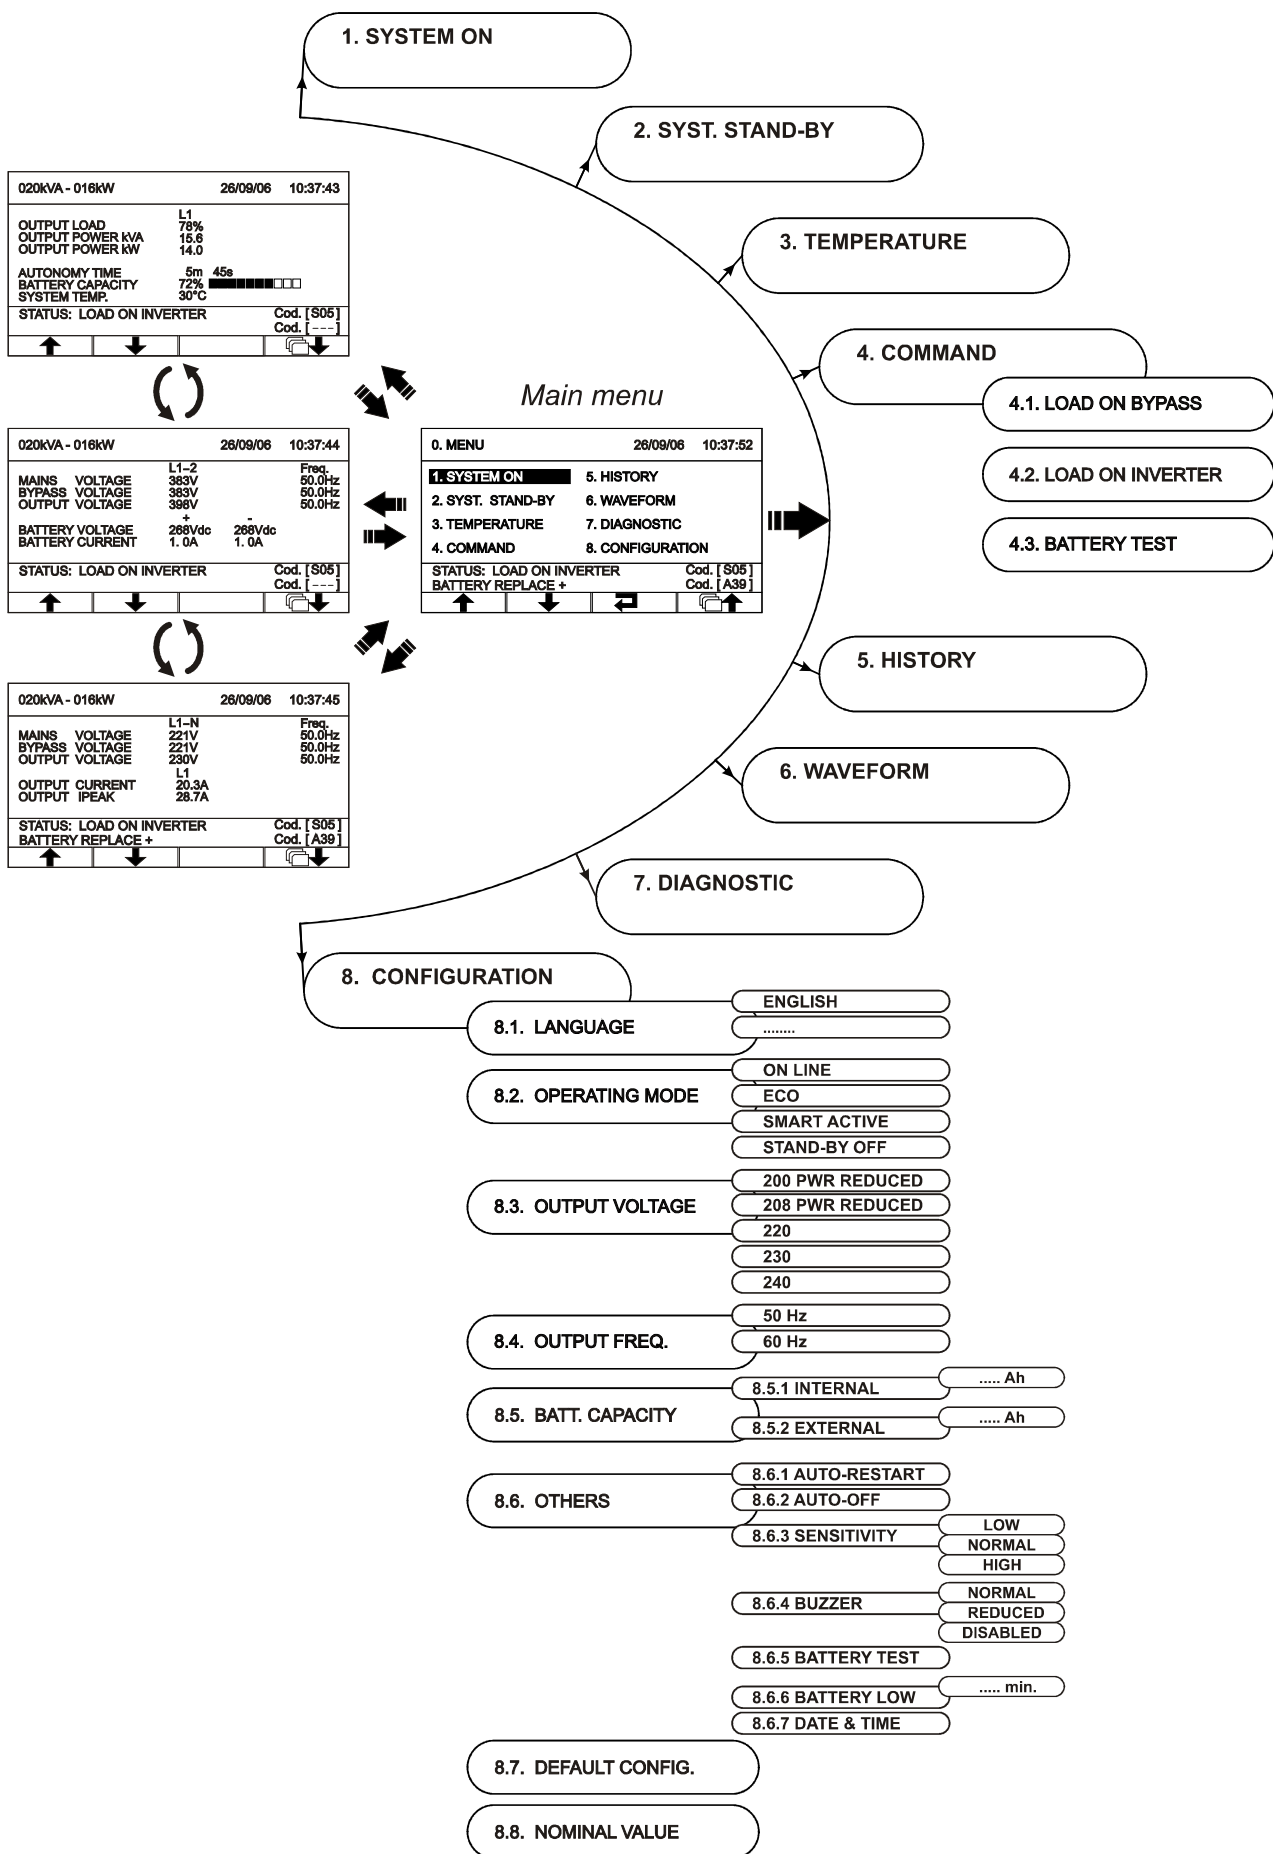 1. SYSTEM ON
2. SYST. STAND-BY
020kVA - 016kW 26/09/06 10:37:43
L1
OUTPUT LOAD 78%
OUTPUT POWER kVA 15.6
OUTPUT POWER kW 14.0
AUTONOMY TIME 5m 45s
BATTERY CAPACITY 72%
SYSTEM TEMP. 30°C
STATUS: LOAD ON INVERTER Cod. [S05]
Cod. [---]
3. TEMPERATURE
4. COMMAND
4.1. LOAD ON BYPASS
4.2. LOAD ON INVERTER
4.3. BATTERY TEST
Main menu
020kVA - 016kW 26/09/06 10:37:44
L1-2 Freq.
MAINS VOLTAGE 383V 50.0Hz
BYPASS VOLTAGE 383V 50.0Hz
OUTPUT VOLTAGE 398V 50.0Hz
+ -
BATTERY VOLTAGE 268Vdc 268Vdc
BATTERY CURRENT 1. 0A 1. 0A
STATUS: LOAD ON INVERTER Cod. [S05]
Cod. [---]
0. MENU 26/09/06 10:37:52
1. SYSTEM ON 5. HISTORY
2. SYST. STAND-BY 6. WAVEFORM
3. TEMPERATURE 7. DIAGNOSTIC
4. COMMAND 8. CONFIGURATION
STATUS: LOAD ON INVERTER Cod. [S05]
BATTERY REPLACE + Cod. [A39]
5. HISTORY
020kVA - 016kW 26/09/06 10:37:45
L1-N Freq.
MAINS VOLTAGE 221V 50.0Hz
BYPASS VOLTAGE 221V 50.0Hz
OUTPUT VOLTAGE 230V 50.0Hz
L1
OUTPUT CURRENT 20.3A
OUTPUT IPEAK 28.7A
STATUS: LOAD ON INVERTER Cod. [S05]
BATTERY REPLACE + Cod. [A39]
6. WAVEFORM
7. DIAGNOSTIC
8. CONFIGURATION
8.1. LANGUAGE
ENGLISH
........
8.2. OPERATING MODE
ON LINE
ECO
SMART ACTIVE
STAND-BY OFF
8.3. OUTPUT VOLTAGE
200 PWR REDUCED
208 PWR REDUCED
220
230
240
8.4. OUTPUT FREQ.
50 Hz
60 Hz
8.5. BATT. CAPACITY
8.5.1 INTERNAL
..... Ah
8.5.2 EXTERNAL
..... Ah
8.6. OTHERS
8.6.1 AUTO-RESTART
8.6.2 AUTO-OFF
8.6.3 SENSITIVITY
LOW
NORMAL
HIGH
8.6.4 BUZZER
NORMAL
REDUCED
DISABLED
8.6.5 BATTERY TEST
8.6.6 BATTERY LOW
..... min.
8.6.7 DATE & TIME
8.7. DEFAULT CONFIG.
8.8. NOMINAL VALUE